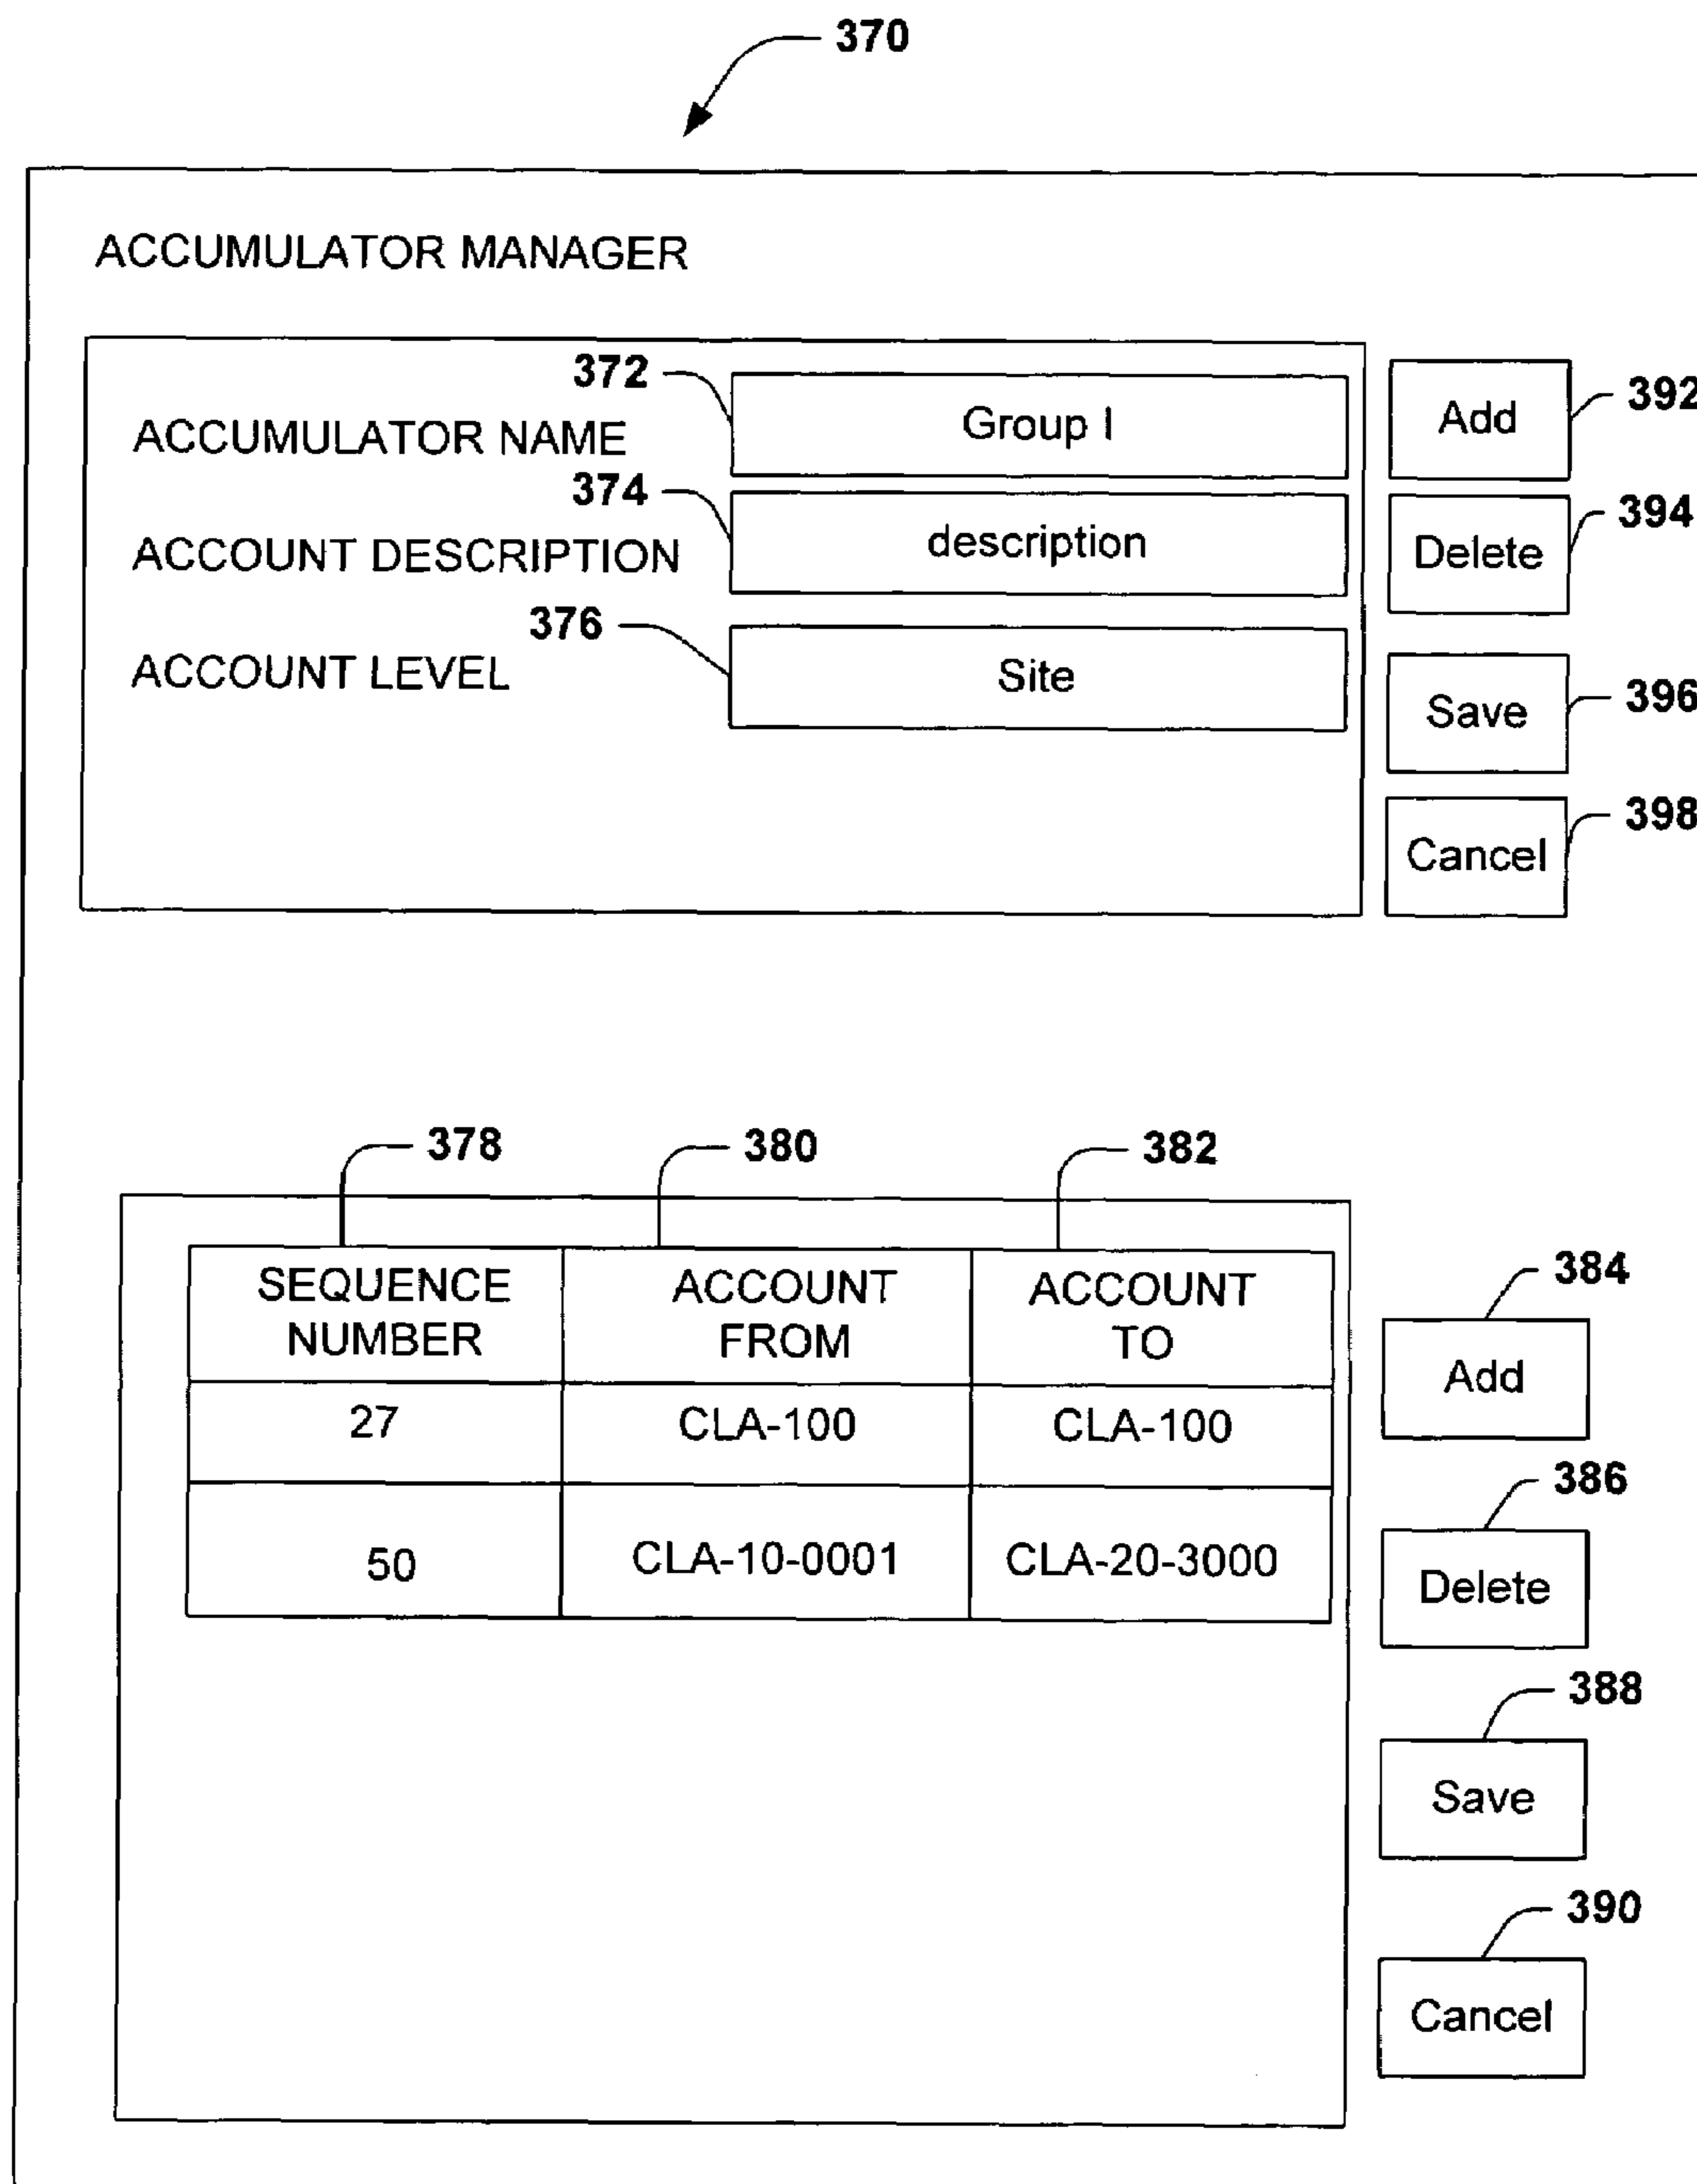 370
ACCUMULATOR MANAGER
372
ACCUMULATOR NAME
Group I
Add
392
374
ACCOUNT DESCRIPTION
description
Delete
394
376
ACCOUNT LEVEL
Site
Save
396
Cancel
398
378
380
382
SEQUENCE
NUMBER
ACCOUNT
FROM
ACCOUNT
TO
27
CLA-100
CLA-100
50
CLA-10-0001
CLA-20-3000
384
Add
386
Delete
388
Save
390
Cancel